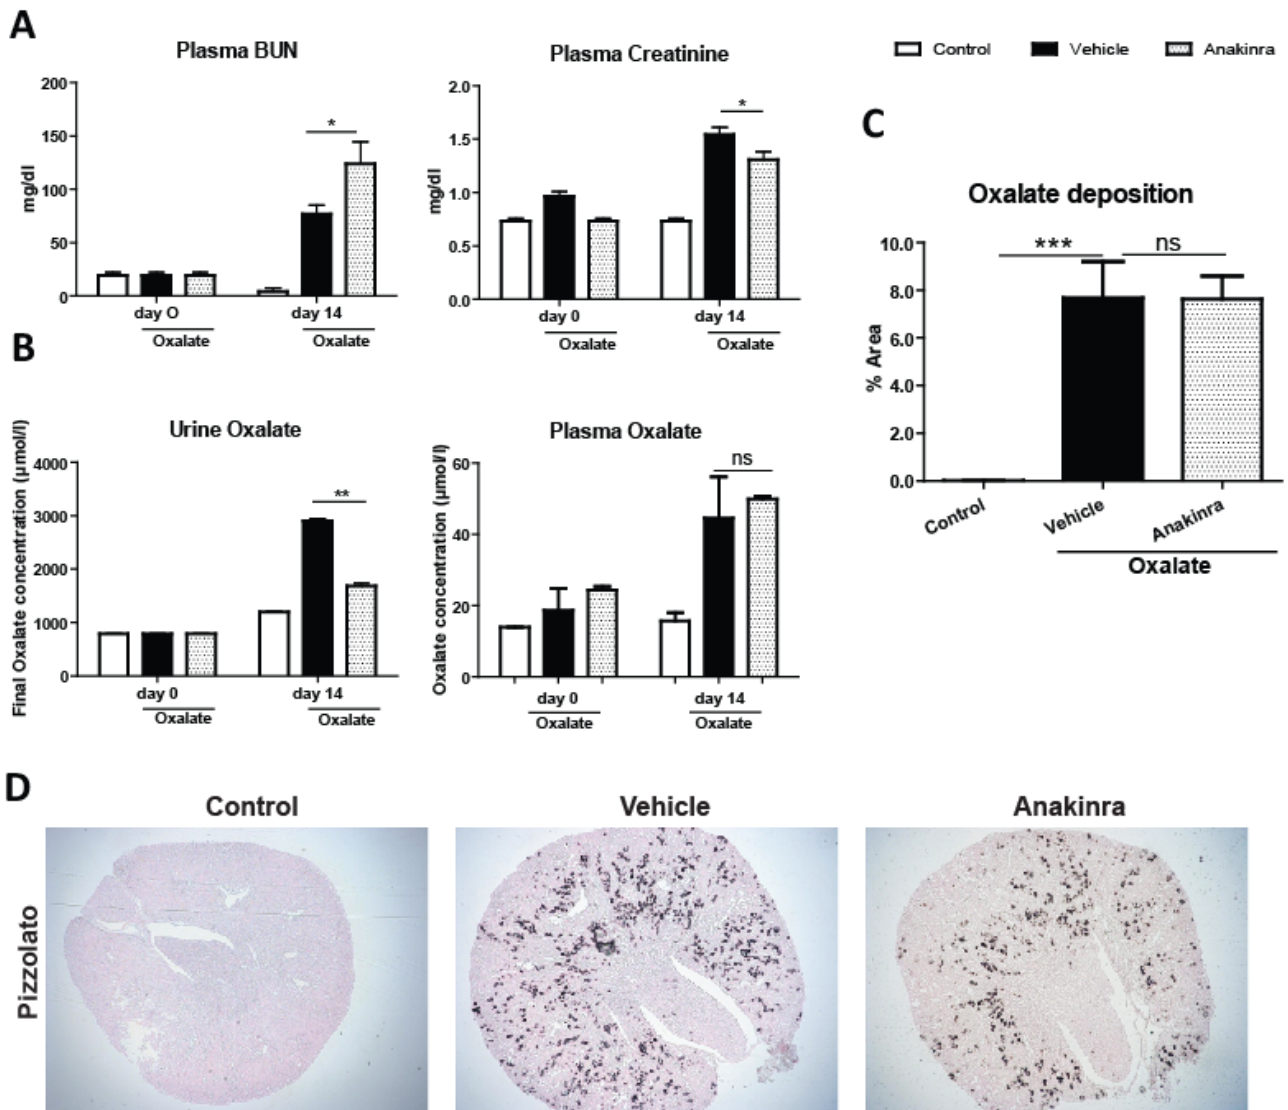 A
Plasma BUN
mg/dl
200
150
100
50
0
*
day O
day 14
Oxalate
Oxalate
Plasma Creatinine
mg/dl
2.0
1.5
1.0
0.5
0.0
*
day 0
day 14
Oxalate
Oxalate
Control
Vehicle
Anakinra
B
Urine Oxalate
Final Oxalate concentration (µmol/l)
4000
3000
2000
1000
0
**
day 0
day 14
Oxalate
Oxalate
Plasma Oxalate
Oxalate concentration (µmol/l)
60
40
20
0
ns
day 0
day 14
Oxalate
Oxalate
C
Oxalate deposition
% Area
10.0
8.0
6.0
4.0
2.0
0.0
***
ns
Control
Vehicle
Anakinra
Oxalate
D
Control
Vehicle
Anakinra
Pizzolato